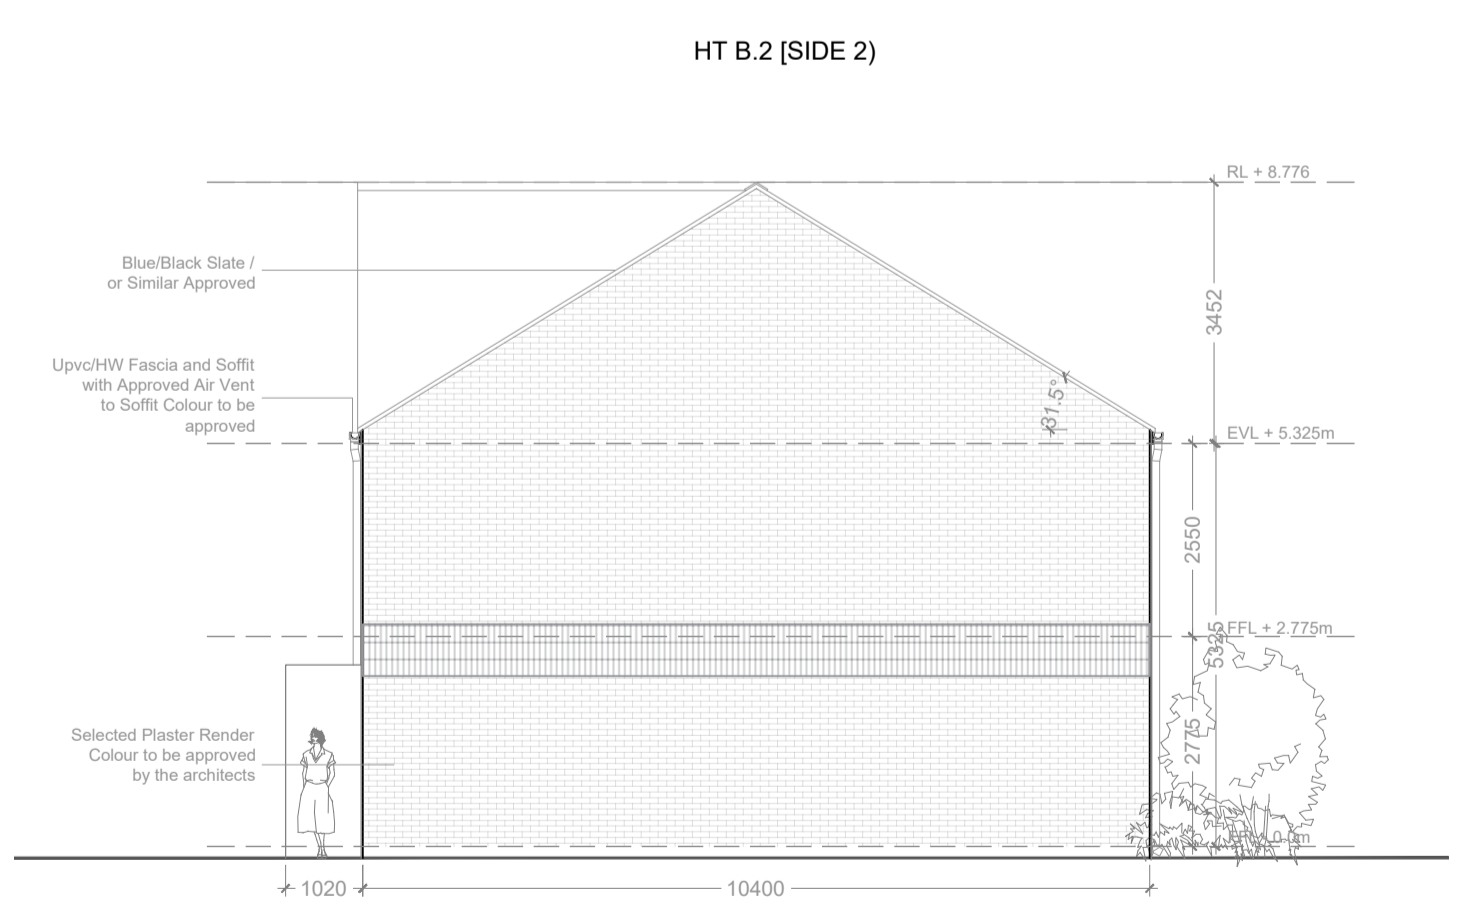 HT B.2 [SIDE 2)
RL + 8.776
Blue/Black Slate /
or Similar Approved
3452
Upvc/HW Fascia and Soffit
with Approved Air Vent
to Soffit Colour to be
approved
31.5°
EVL + 5.325m
2550
FFL + 2.775m
5325
Selected Plaster Render
Colour to be approved
by the architects
2775
0.0m
1020
10400